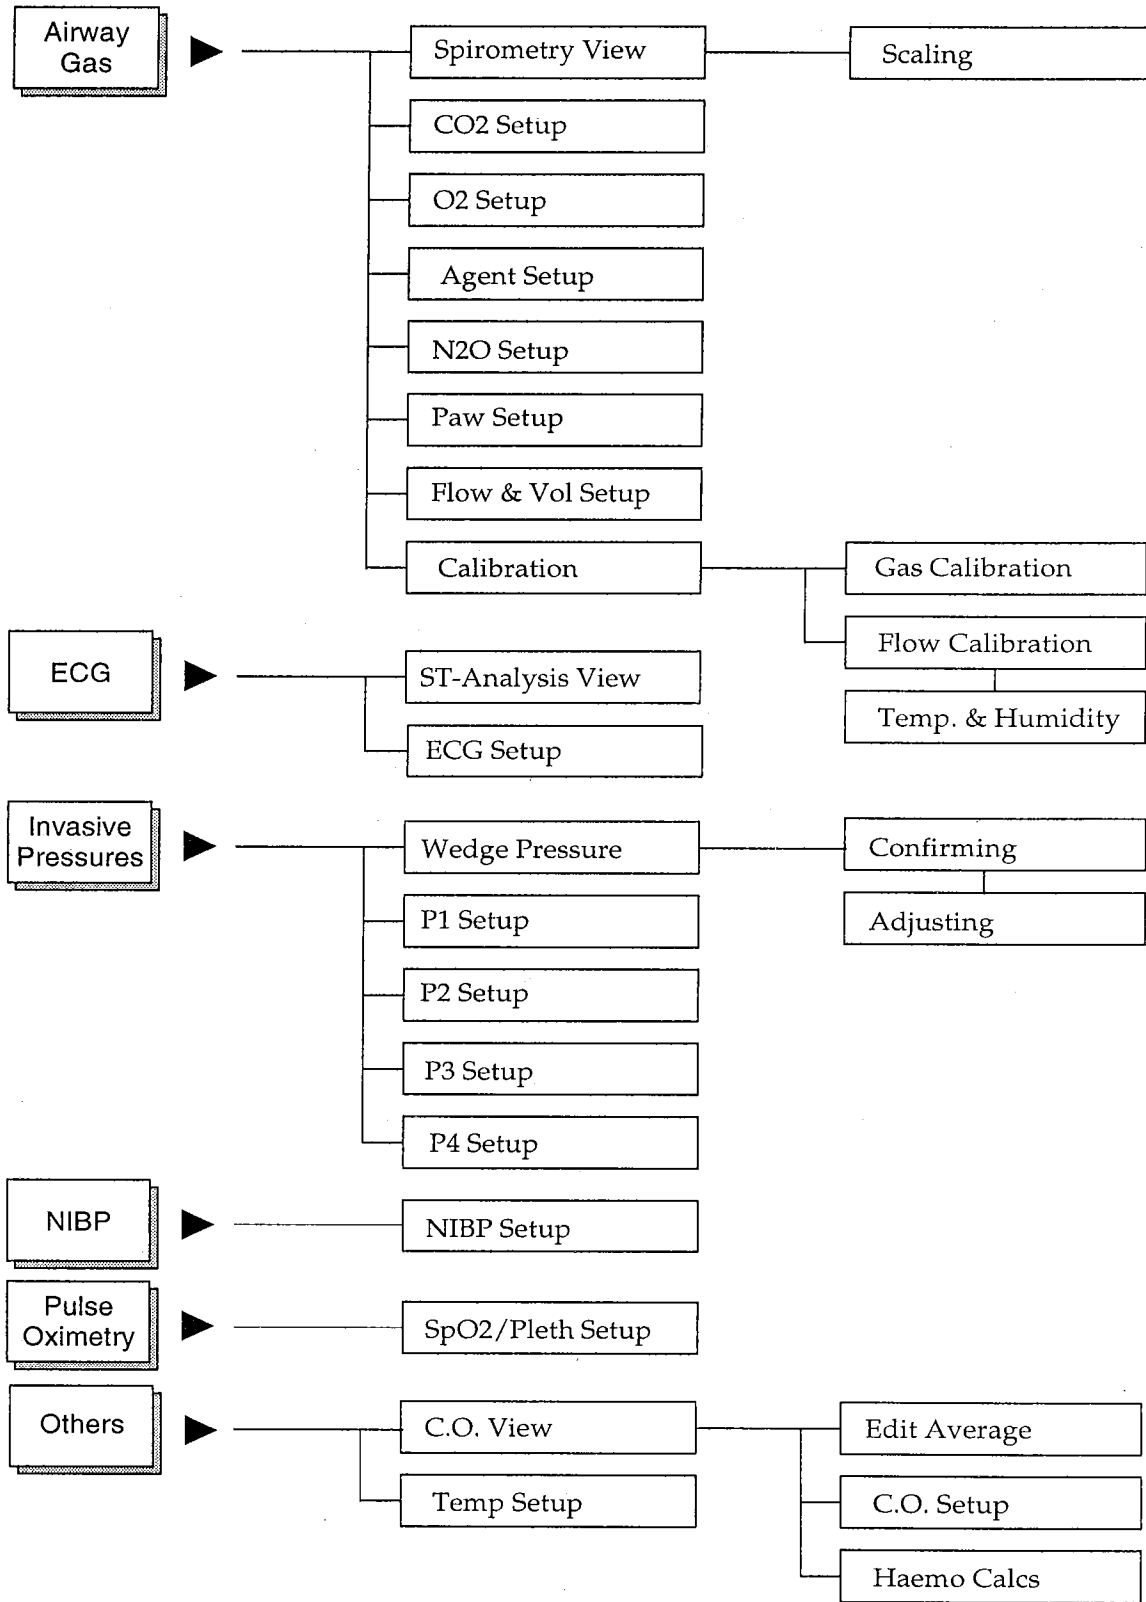 Airway
Gas
Spirometry View
Scaling
CO2 Setup
O2 Setup
Agent Setup
N2O Setup
Paw Setup
Flow & Vol Setup
Calibration
Gas Calibration
Flow Calibration
Temp. & Humidity
ECG
ST-Analysis View
ECG Setup
Invasive
Pressures
Wedge Pressure
Confirming
Adjusting
P1 Setup
P2 Setup
P3 Setup
P4 Setup
NIBP
NIBP Setup
Pulse
Oximetry
SpO2/Pleth Setup
Others
C.O. View
Edit Average
Temp Setup
C.O. Setup
Haemo Calcs